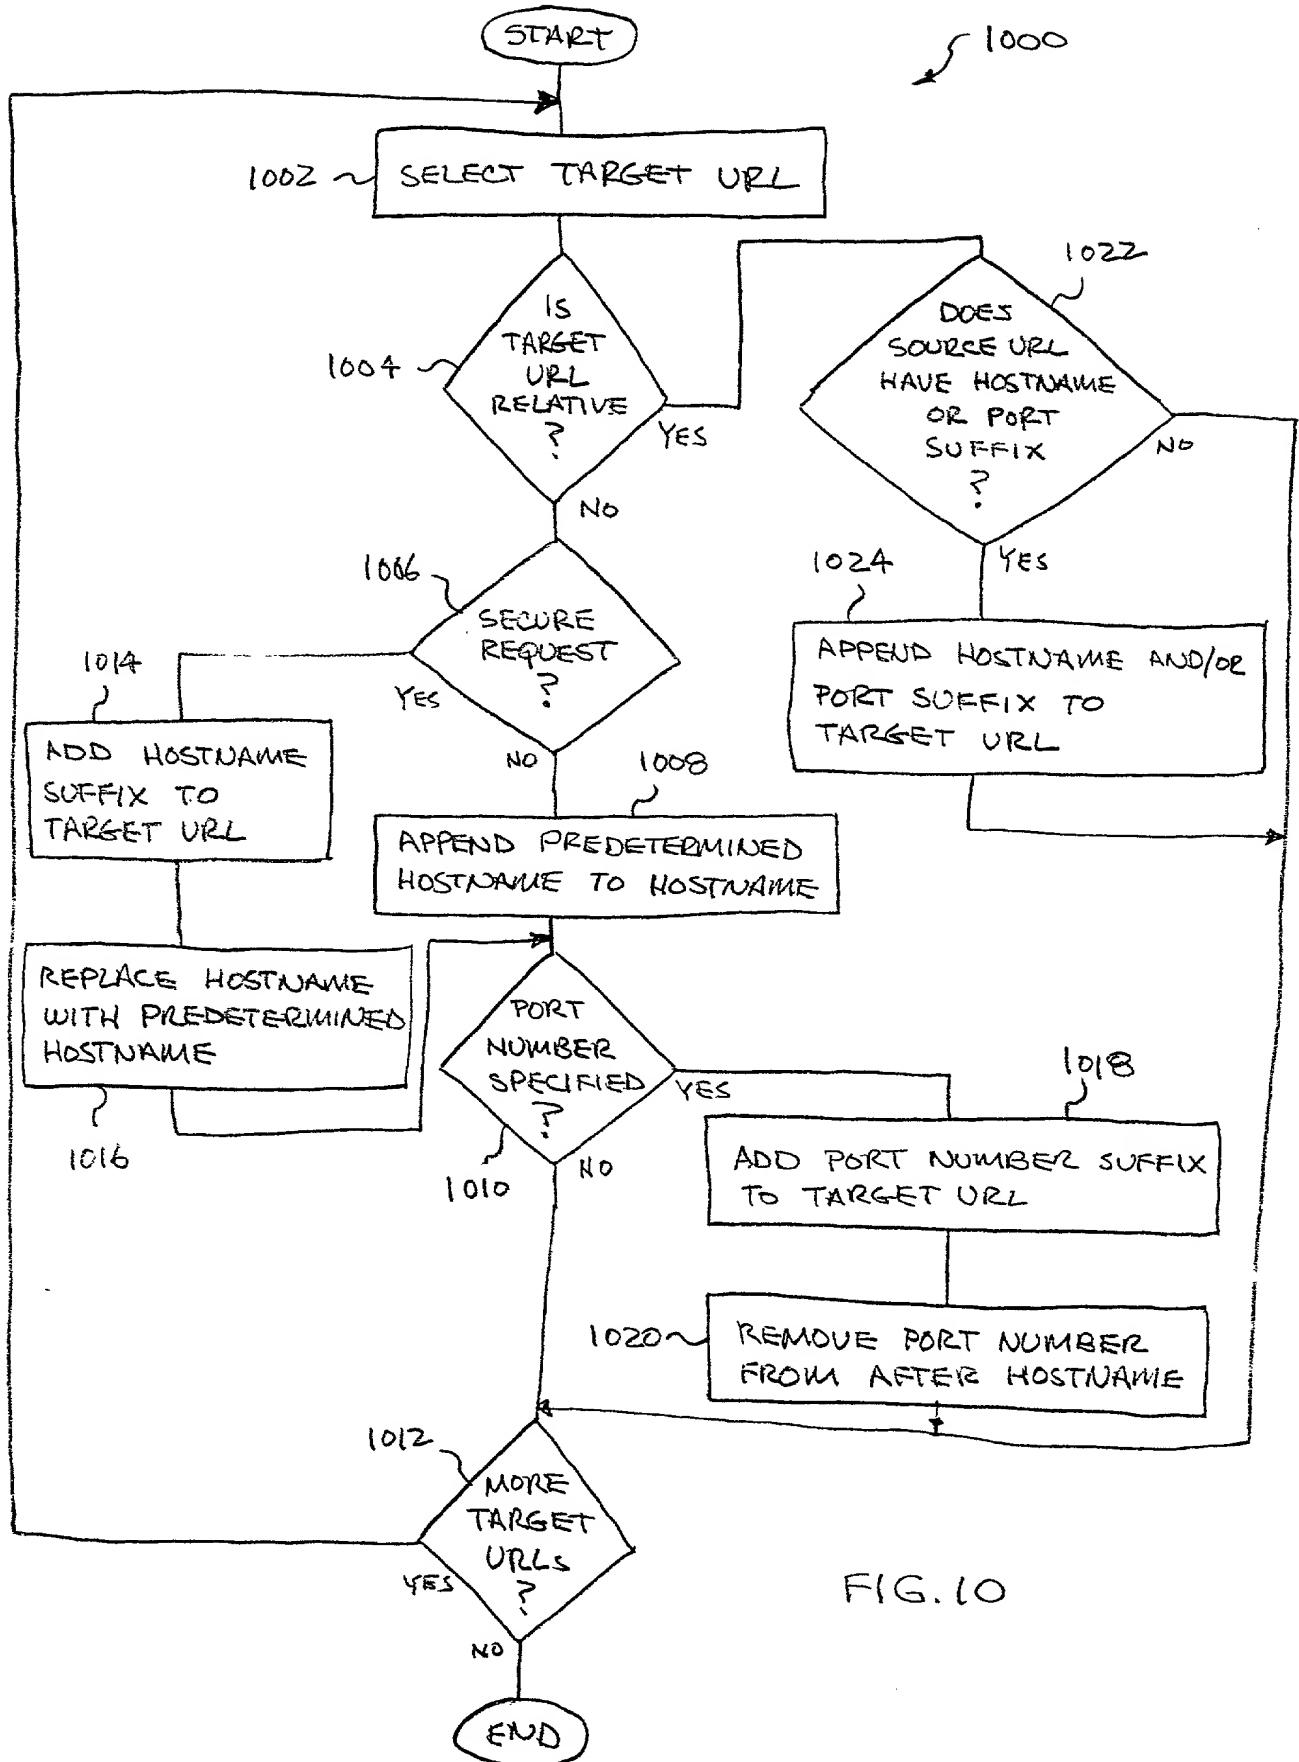 START
1000
1002
SELECT TARGET URL
1004
IS
TARGET
URL
RELATIVE
?
YES
NO
1022
DOES
SOURCE URL
HAVE HOSTNAME
OR PORT
SUFFIX
?
NO
YES
1006
SECURE
REQUEST
?
YES
NO
1024
APPEND HOSTNAME AND/OR
PORT SUFFIX TO
TARGET URL
1014
ADD HOSTNAME
SUFFIX TO
TARGET URL
1008
APPEND PREDETERMINED
HOSTNAME TO HOSTNAME
REPLACE HOSTNAME
WITH PREDETERMINED
HOSTNAME
1016
PORT
NUMBER
SPECIFIED
?
YES
1010
NO
1018
ADD PORT NUMBER SUFFIX
TO TARGET URL
1020
REMOVE PORT NUMBER
FROM AFTER HOSTNAME
1012
MORE
TARGET
URLS
?
YES
NO
FIG. 10
END